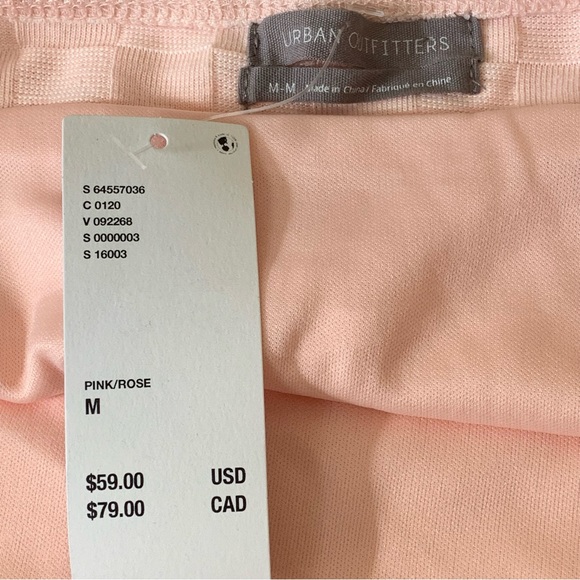 URBAN OUTFITTERS
M-M Made in China / Fabriqué en Chine
S 64557036
C 0120
V 092268
S 0000003
S 16003
PINK/ROSE
M
$59.00 USD
$79.00 CAD